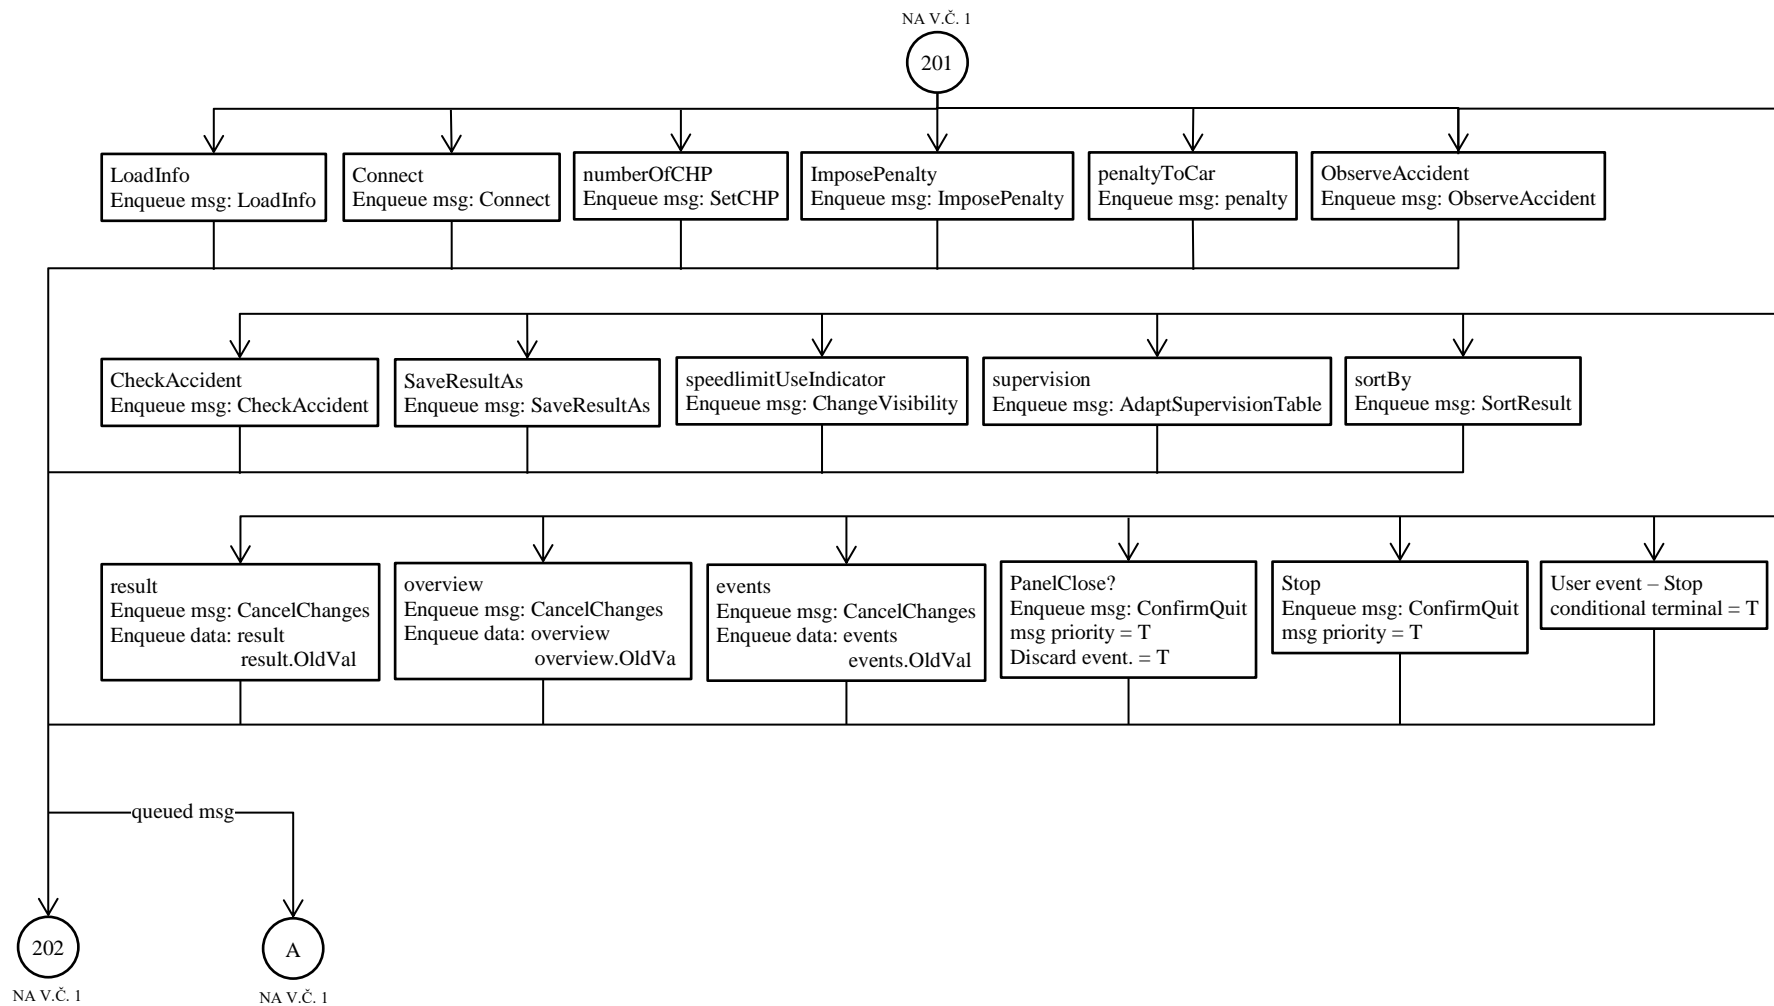 NA V.Č. 1
201
LoadInfo
Enqueue msg: LoadInfo
Connect
Enqueue msg: Connect
numberOfCHP
Enqueue msg: SetCHP
ImposePenalty
Enqueue msg: ImposePenalty
penaltyToCar
Enqueue msg: penalty
ObserveAccident
Enqueue msg: ObserveAccident
CheckAccident
Enqueue msg: CheckAccident
SaveResultAs
Enqueue msg: SaveResultAs
speedlimitUseIndicator
Enqueue msg: ChangeVisibility
supervision
Enqueue msg: AdaptSupervisionTable
sortBy
Enqueue msg: SortResult
result
Enqueue msg: CancelChanges
Enqueue data: result
result.OldVal
overview
Enqueue msg: CancelChanges
Enqueue data: overview
overview.OldVa
events
Enqueue msg: CancelChanges
Enqueue data: events
events.OldVal
PanelClose?
Enqueue msg: ConfirmQuit
msg priority = T
Discard event. = T
Stop
Enqueue msg: ConfirmQuit
msg priority = T
User event – Stop
conditional terminal = T
queued msg
202
NA V.Č. 1
A
NA V.Č. 1